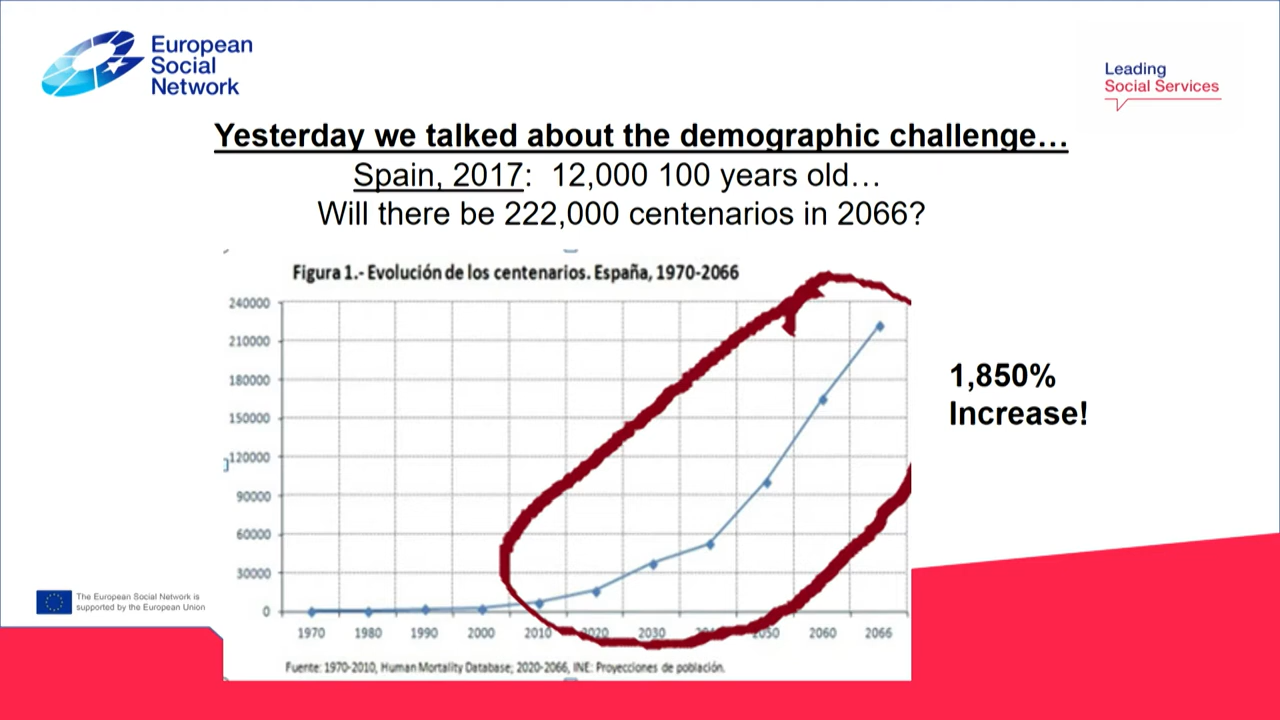 European
Social
Network
Leading
Social Services
Yesterday we talked about the demographic challenge…
Spain, 2017:  12,000 100 years old…
Will there be 222,000 centenarios in 2066?
Figura 1.- Evolución de los centenarios. España, 1970-2066
240000
210000
180000
150000
120000
90000
60000
30000
0
1970 1980 1990 2000 2010 2020 2030 2050 2060 2066
Fuente: 1970-2010, Human Mortality Database; 2020-2066, INE: Proyecciones de población.
1,850%
Increase!
The European Social Network is
supported by the European Union